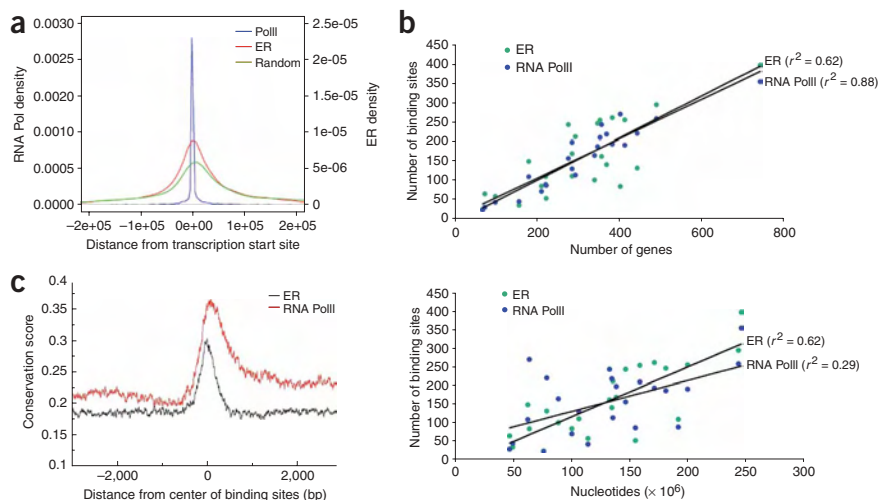 a
0.0030
0.0025
0.0020
0.0015
0.0010
0.0005
0.000
RNA Pol density
PolII
ER
Random
2.5e-05
2e-05
1e-05
1e-05
5e-06
0
ER density
−2e+05
−1e+05
0e+00
1e+05
2e+05
Distance from transcription start site
b
450
400
350
300
250
200
150
100
50
0
Number of binding sites
ER
RNA PolII
ER (r² = 0.62)
RNA PolII (r² = 0.88)
0
200
400
600
800
Number of genes
c
0.4
0.35
0.3
0.25
0.2
0.15
0.1
Conservation score
ER
RNA PolII
−2,000
0
2,000
Distance from center of binding sites (bp)
450
400
350
300
250
200
150
100
50
0
Number of binding sites
ER
RNA PolII
ER (r² = 0.62)
RNA PolII (r² = 0.29)
0
50
100
150
200
250
300
Nucleotides (× 10⁶)